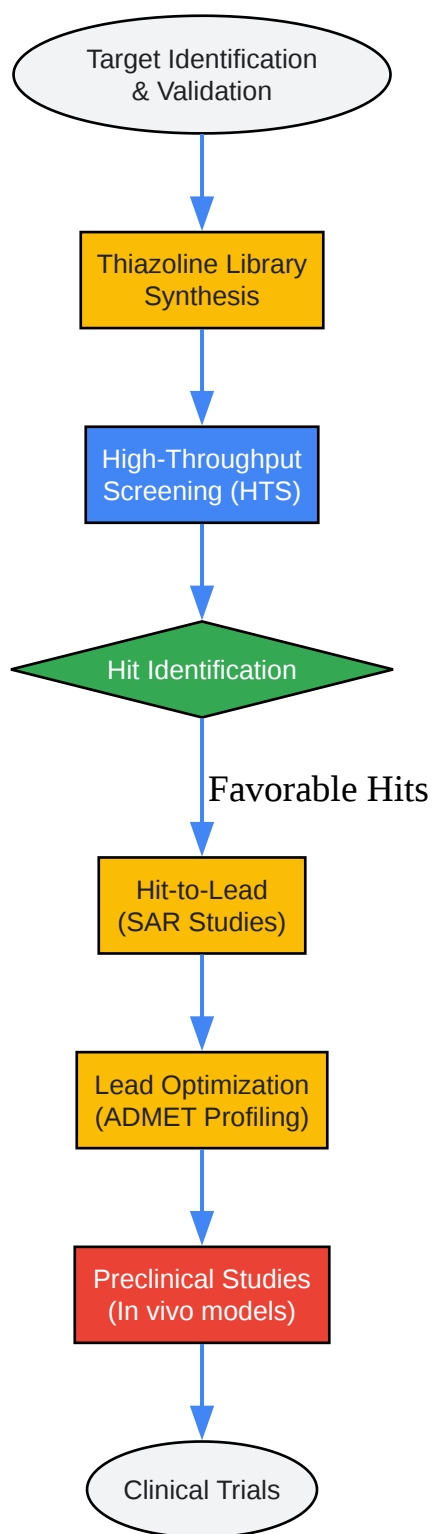 Target Identification
& Validation
Thiazoline Library
Synthesis
High-Throughput
Screening (HTS)
Hit Identification
Favorable Hits
Hit-to-Lead
(SAR Studies)
Lead Optimization
(ADMET Profiling)
Preclinical Studies
(In vivo models)
Clinical Trials